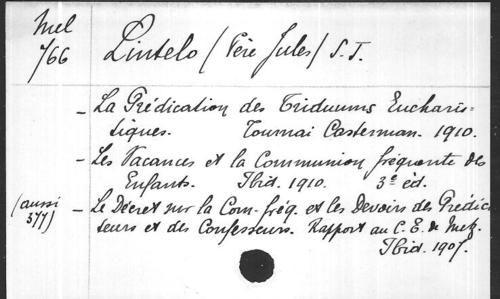 Mel
766
Lintelo (Père Jules) S.J.
- La Prédication des Triduums Eucharis=
tiques. Tournai Casterman. 1910.
- Les Vacances et la Communion fréquente des
Enfants. Ibid. 1910. 3e éd.
(aussi
377)
- Le Décret sur la Com. fréq. et les Devoirs des Prédica
teurs et des Confesseurs. Rapport au C. E. de Metz.
Ibid. 1907.